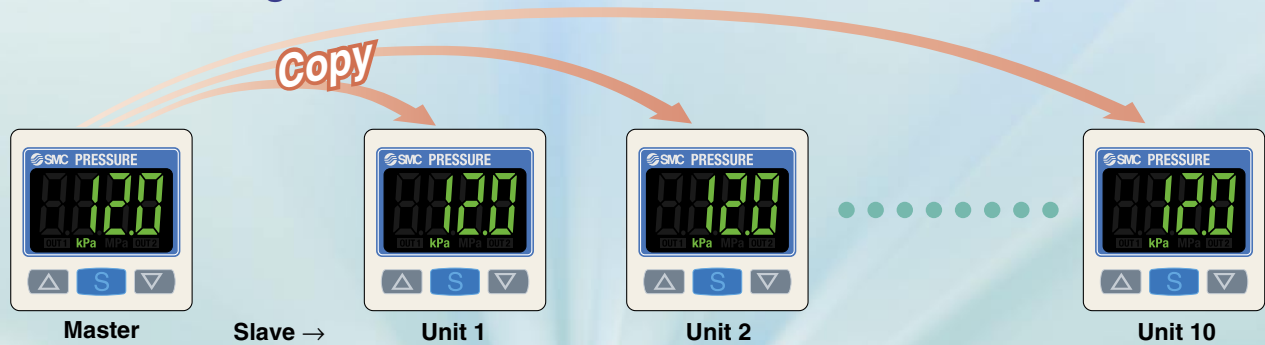 Copy
SMC PRESSURE
12.0
OUT1 kPa MPa OUT2
S
Master
Slave →
SMC PRESSURE
12.0
OUT1 kPa MPa OUT2
S
Unit 1
SMC PRESSURE
12.0
OUT1 kPa MPa OUT2
S
Unit 2
SMC PRESSURE
12.0
OUT1 kPa MPa OUT2
S
Unit 10